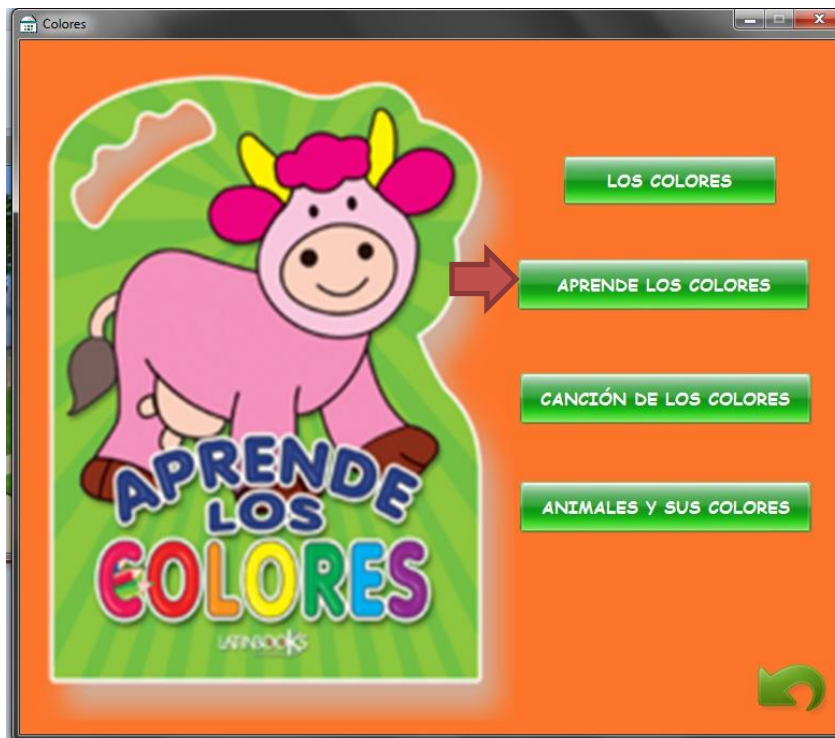 Colores
LOS COLORES
APRENDE LOS COLORES
CANCIÓN DE LOS COLORES
ANIMALES Y SUS COLORES
APRENDE
LOS
COLORES
LATINBOOKS